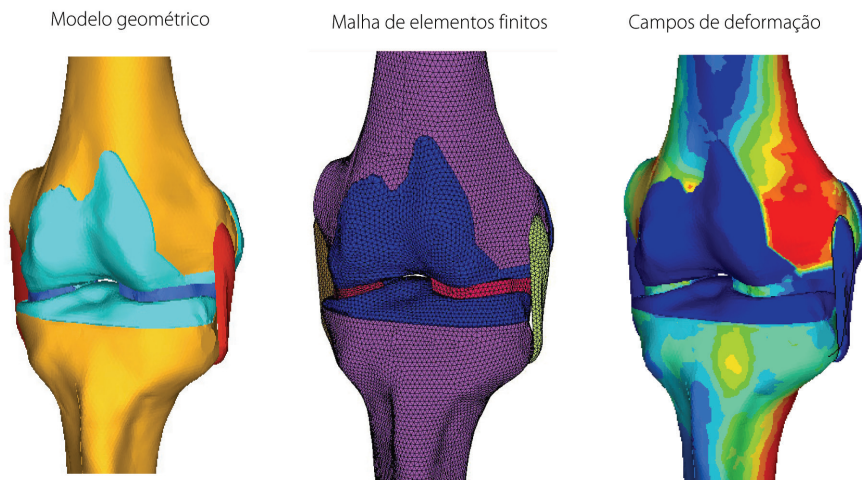 Modelo geométrico
Malha de elementos finitos
Campos de deformação